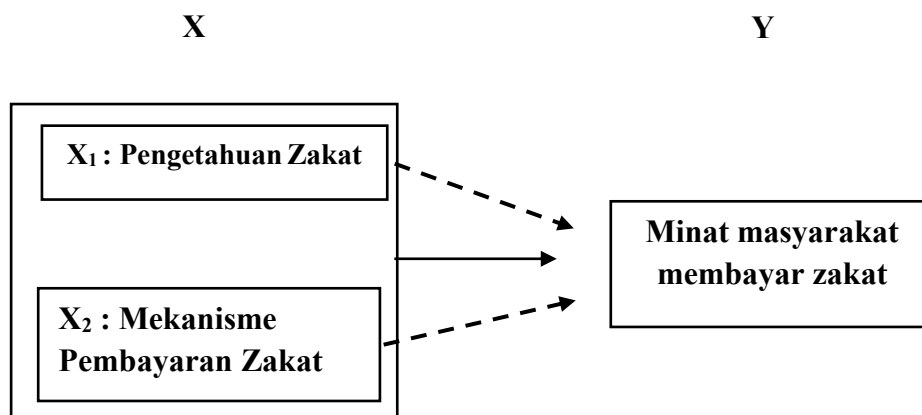 X
Y
X₁ : Pengetahuan Zakat
Minat masyarakat
membayar zakat
X₂ : Mekanisme
Pembayaran Zakat